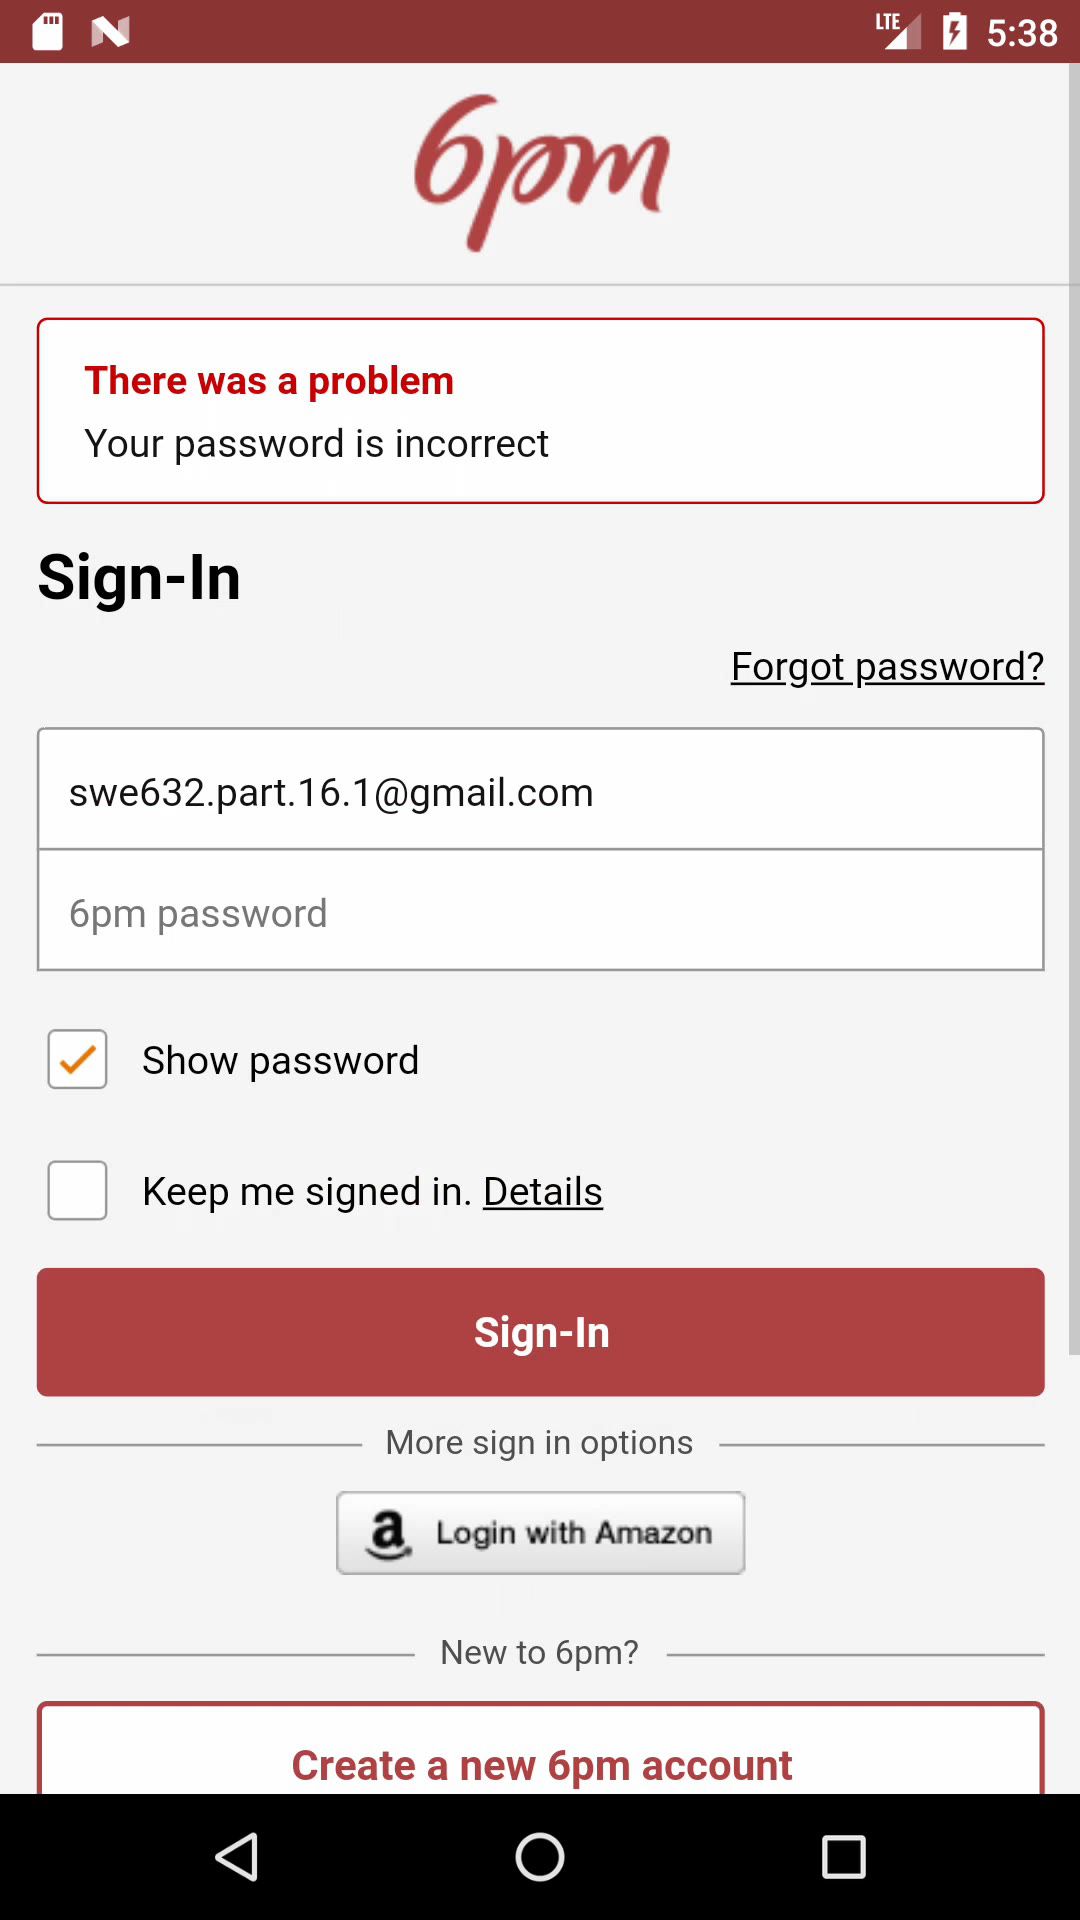 LTE 5:38
6pm
There was a problem
Your password is incorrect
Sign-In
Forgot password?
swe632.part.16.1@gmail.com
6pm password
Show password
Keep me signed in. Details
Sign-In
More sign in options
a Login with Amazon
New to 6pm?
Create a new 6pm account